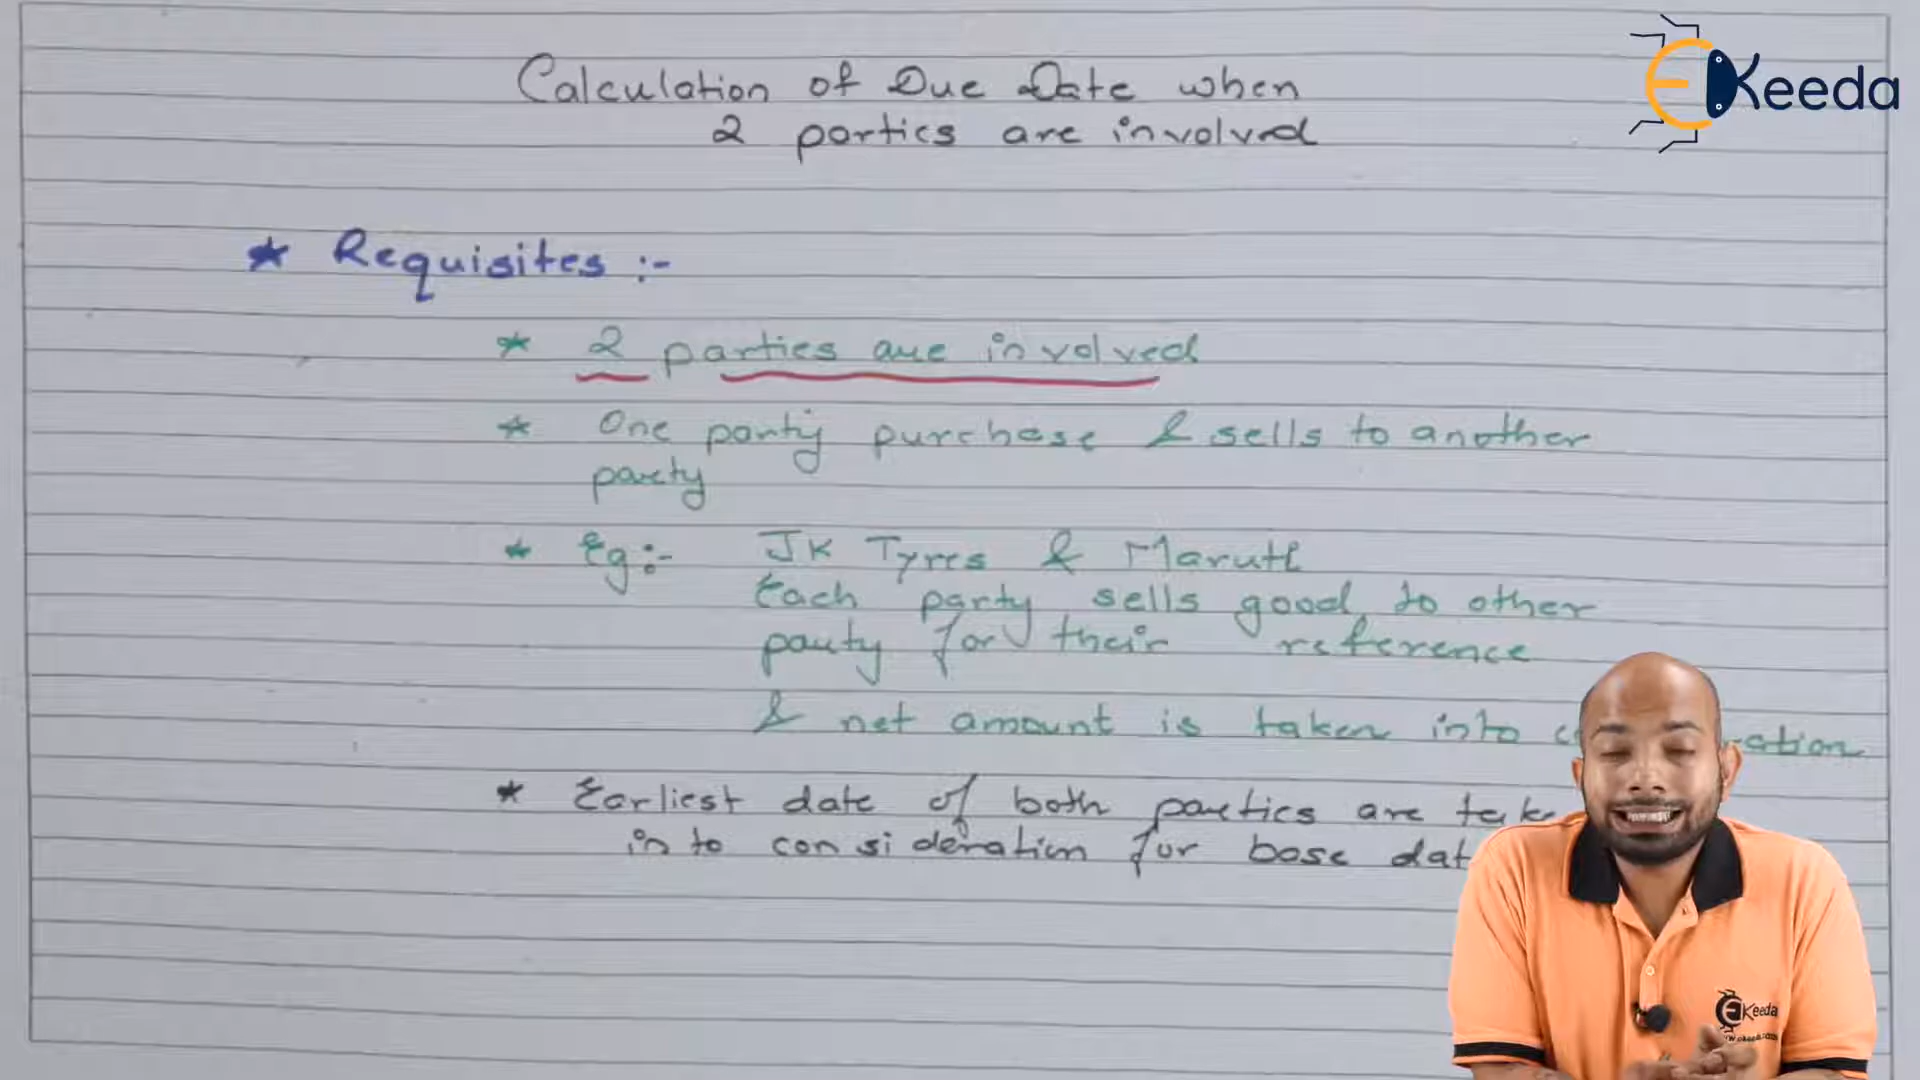 Calculation of Due Date when
2 parties are involved
EKeeda
* Requisites :-
* 2 parties are involved
* One party purchase & sells to another
party
* Eg:- JK Tyres & Maruti
Each party sells good to other
party for their reference
& net amount is taken into
* Earliest date of both parties are
into consideration for base
EKeeda